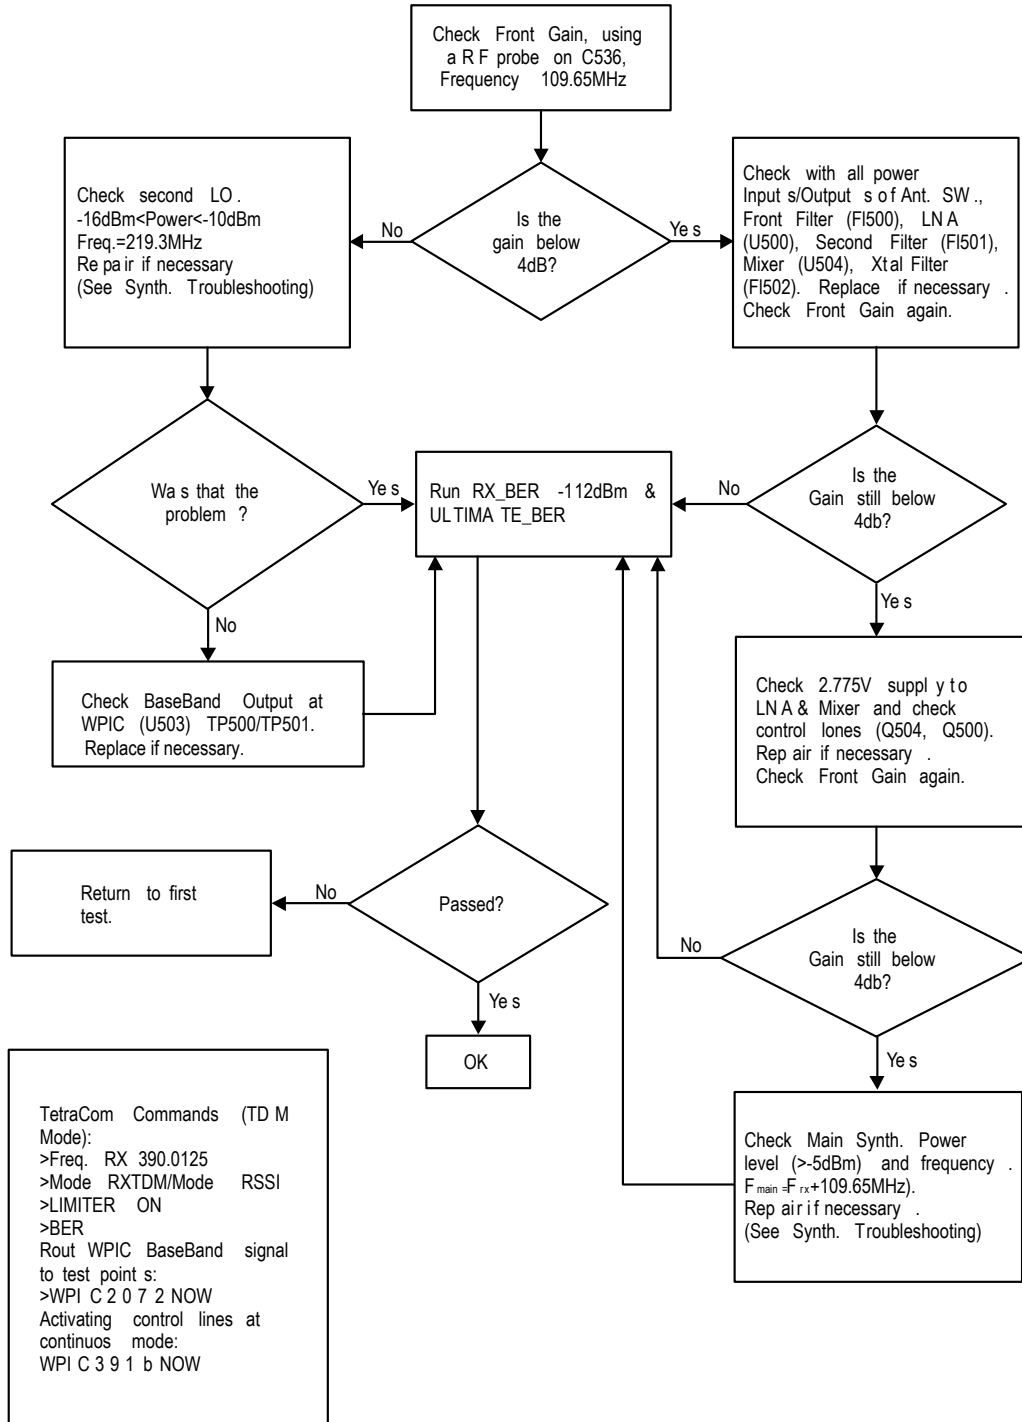 Check Front Gain, using
a RF probe on C536,
Frequency 109.65MHz
Check second LO.
-16dBm<Power<-10dBm
Freq.=219.3MHz
Repair if necessary
(See Synth. Troubleshooting)
No
Is the
gain below
4dB?
Yes
Check with all power
Inputs/Outputs of Ant. SW.,
Front Filter (Fl500), LNA
(U500), Second Filter (Fl501),
Mixer (U504), Xtal Filter
(Fl502). Replace if necessary.
Check Front Gain again.
Was that the
problem ?
Yes
Run RX_BER -112dBm &
ULTIMATE_BER
No
Is the
Gain still below
4db?
No
Yes
Check BaseBand Output at
WPIC (U503) TP500/TP501.
Replace if necessary.
Check 2.775V supply to
LNA & Mixer and check
control lones (Q504, Q500).
Repair if necessary.
Check Front Gain again.
Return to first
test.
No
Passed?
Yes
OK
No
Is the
Gain still below
4db?
Yes
Check Main Synth. Power
level (>-5dBm) and frequency.
Fmain=Frx+109.65MHz).
Repair if necessary.
(See Synth. Troubleshooting)
TetraCom Commands (TDM
Mode):
>Freq. RX 390.0125
>Mode RXTDM/Mode RSSI
>LIMITER ON
>BER
Rout WPIC BaseBand signal
to test points:
>WPI C 2 0 7 2 NOW
Activating control lines at
continuos mode:
WPI C 3 9 1 b NOW